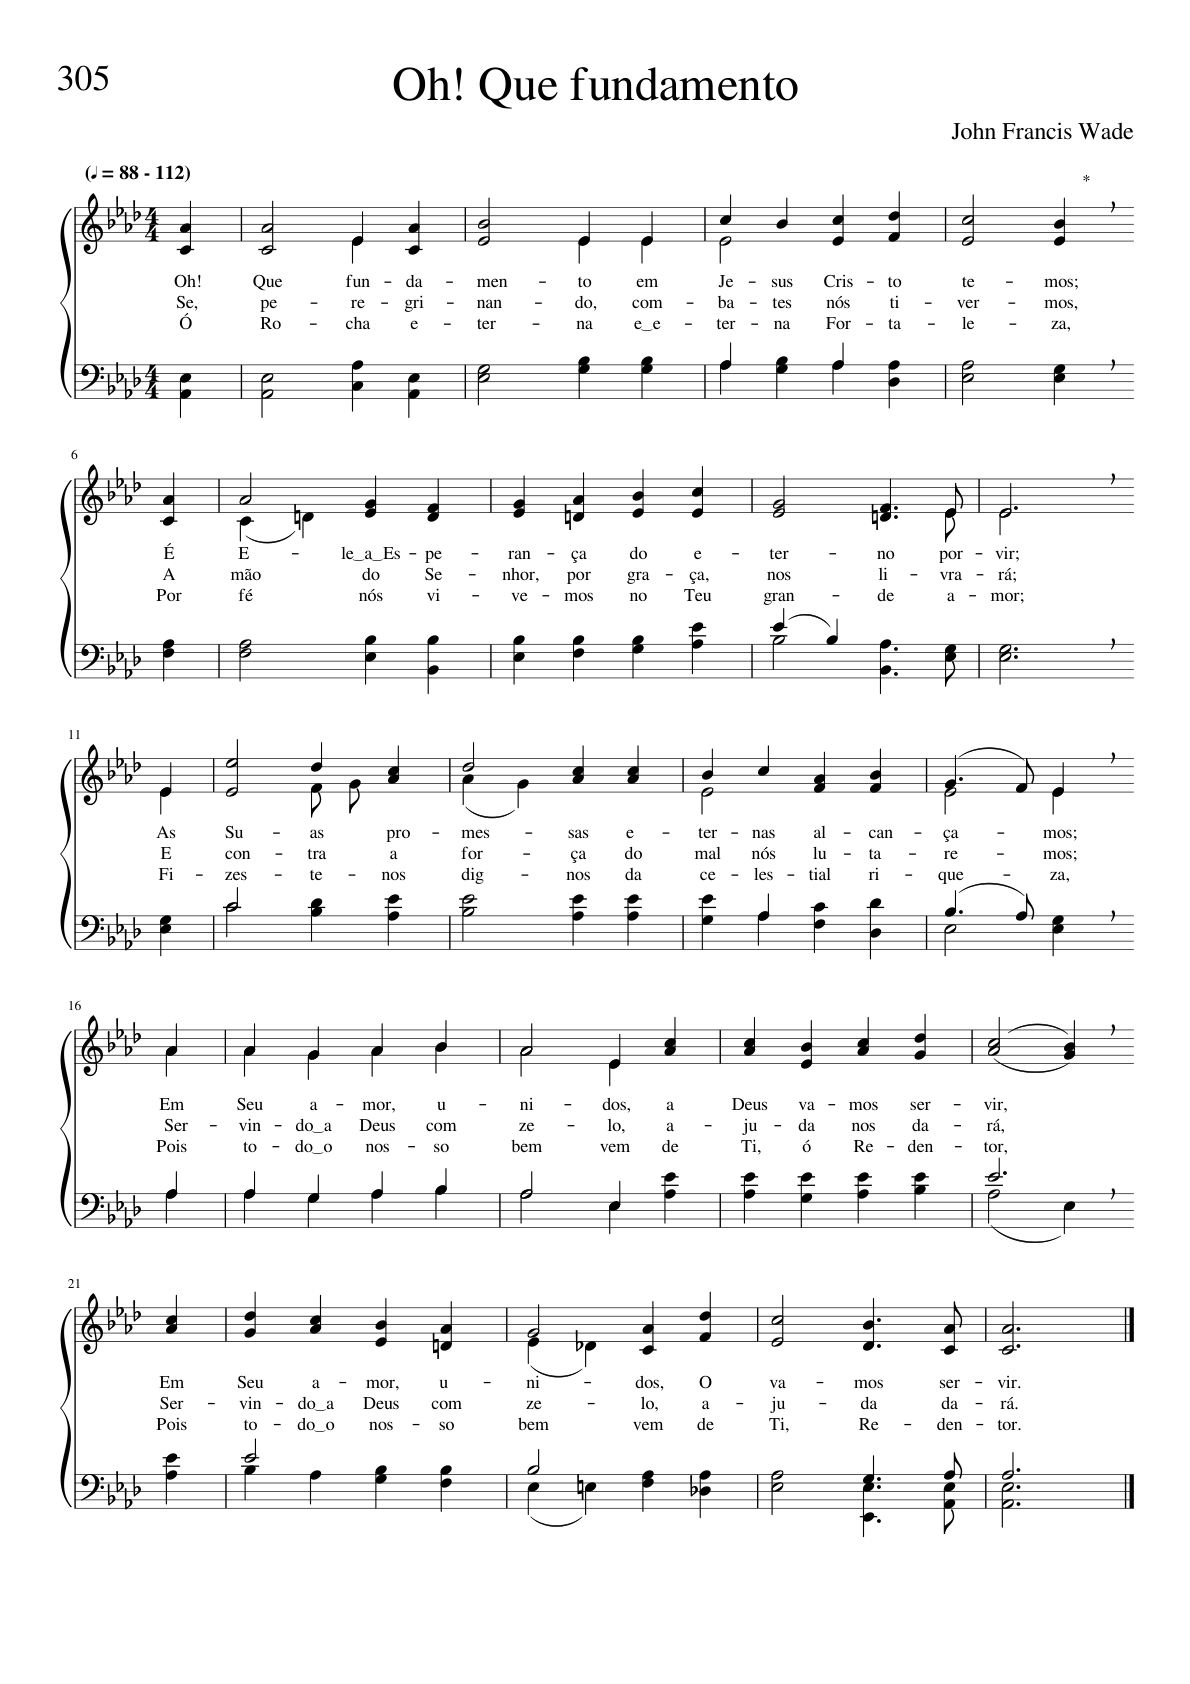 305
Oh! Que fundamento
John Francis Wade
(♩ = 88 - 112)
*
Oh! Que fun – da – men – to em Je – sus Cris – to te – mos;
Se, pe – re – gri – nan – do, com – ba – tes nós ti – ver – mos,
Ó Ro – cha e – ter – na e_e – ter – na For – ta – le – za,
6
É E – le_a_Es – pe – ran – ça do e – ter – no por – vir;
A mão do Se – nhor, por gra – ça, nos li – vra – rá;
Por fé nós vi – ve – mos no Teu gran – de a – mor;
11
As Su – as pro – mes – sas e – ter – nas al – can – ça – mos;
E con – tra a for – ça do mal nós lu – ta – re – mos;
Fi – zes – te – nos dig – nos da ce – les – tial ri – que – za,
16
Em Seu a – mor, u – ni – dos, a Deus va – mos ser – vir,
Ser – vin – do_a Deus com ze – lo, a – ju – da nos da – rá,
Pois to – do_o nos – so bem vem de Ti, ó Re – den – tor,
21
Em Seu a – mor, u – ni – dos, O va – mos ser – vir.
Ser – vin – do_a Deus com ze – lo, a – ju – da da – rá.
Pois to – do_o nos – so bem vem de Ti, Re – den – tor.